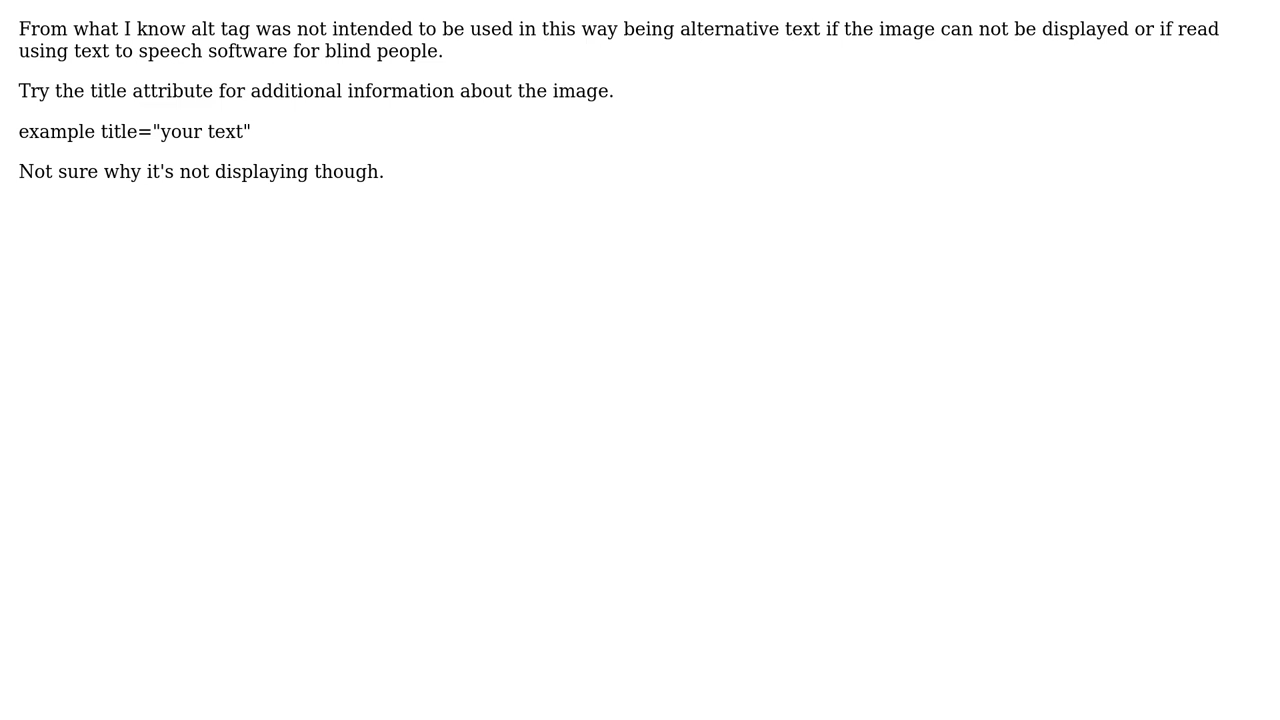 From what I know alt tag was not intended to be used in this way being alternative text if the image can not be displayed or if read
using text to speech software for blind people.
Try the title attribute for additional information about the image.
example title="your text"
Not sure why it's not displaying though.